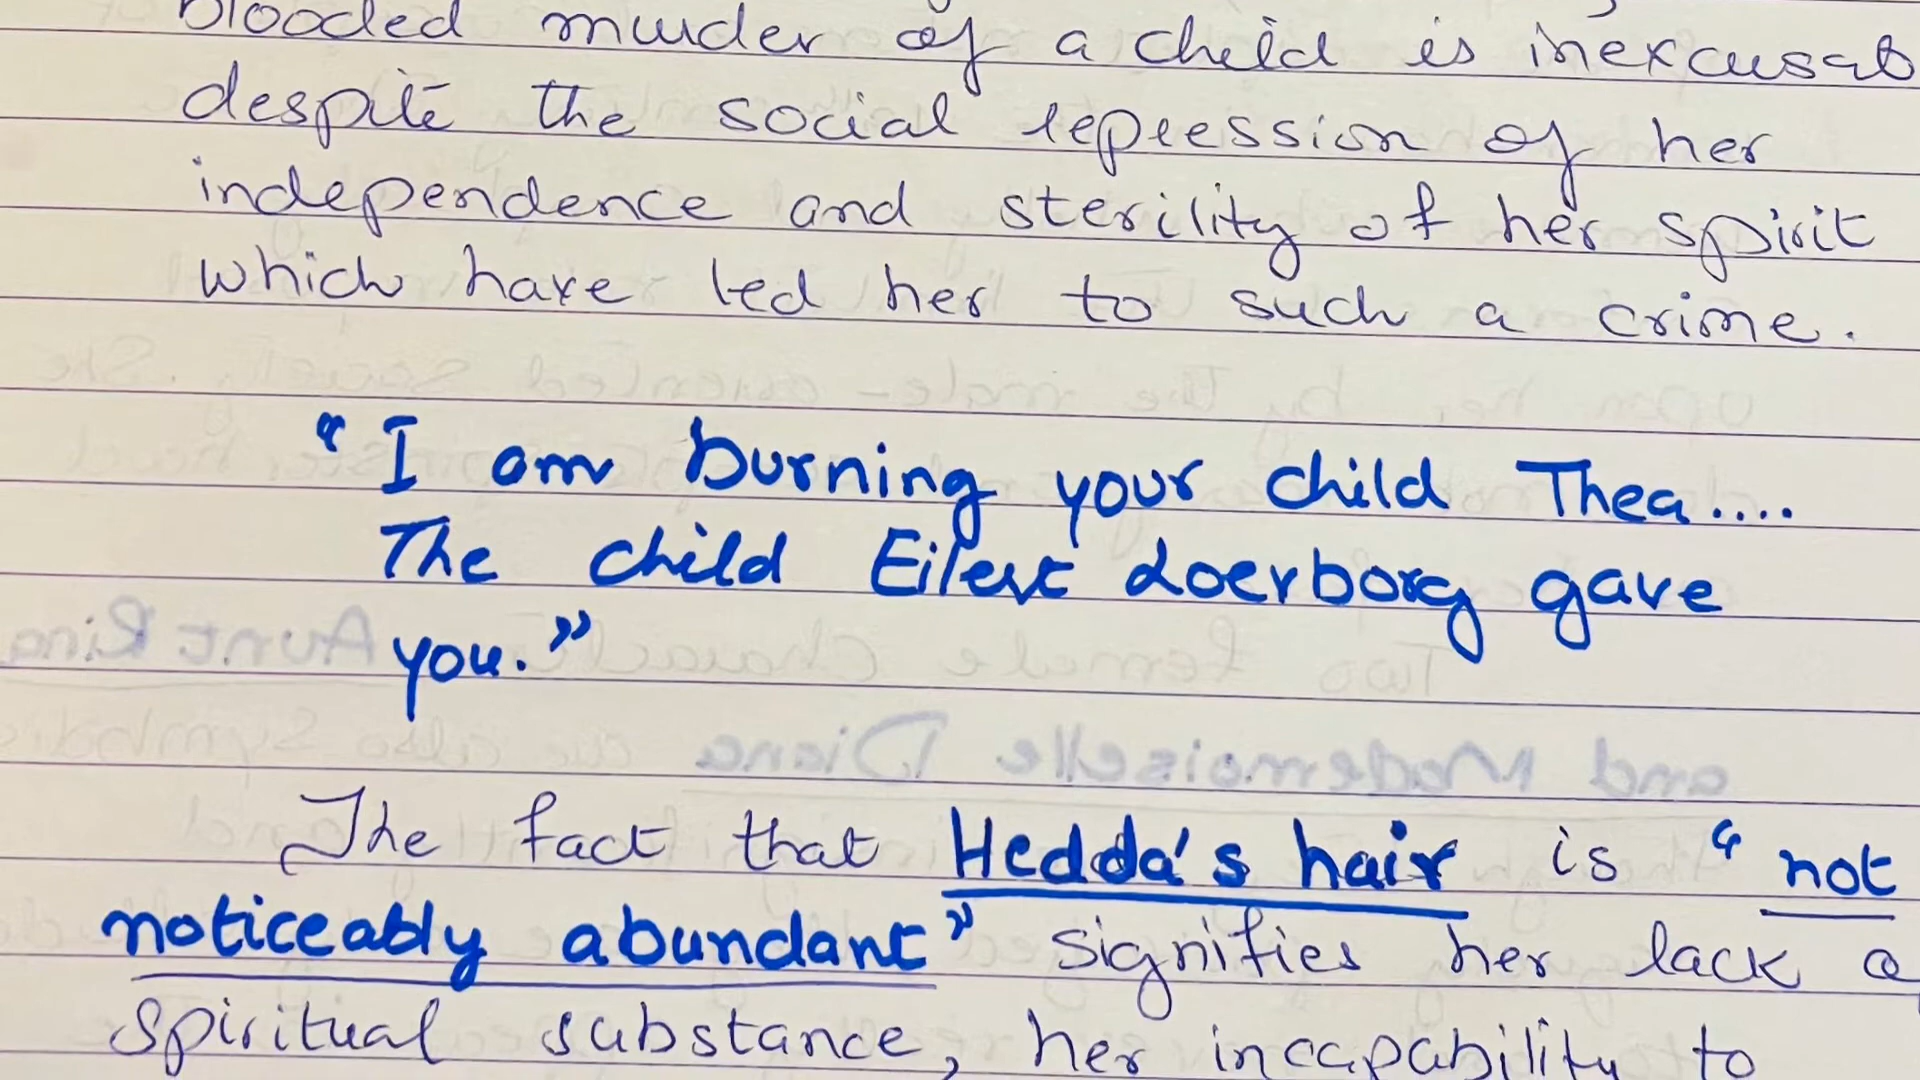 blooded murder of a child is inexcusab
despite the social repression of her
independence and sterility of her spirit
which have led her to such a crime.
“I am burning your child Thea....
The child Eilert Loerborg gave
you.”
The fact that Hedda's hair is “not
noticeably abundant” signifies her lack o
spiritual substance, her incapability to